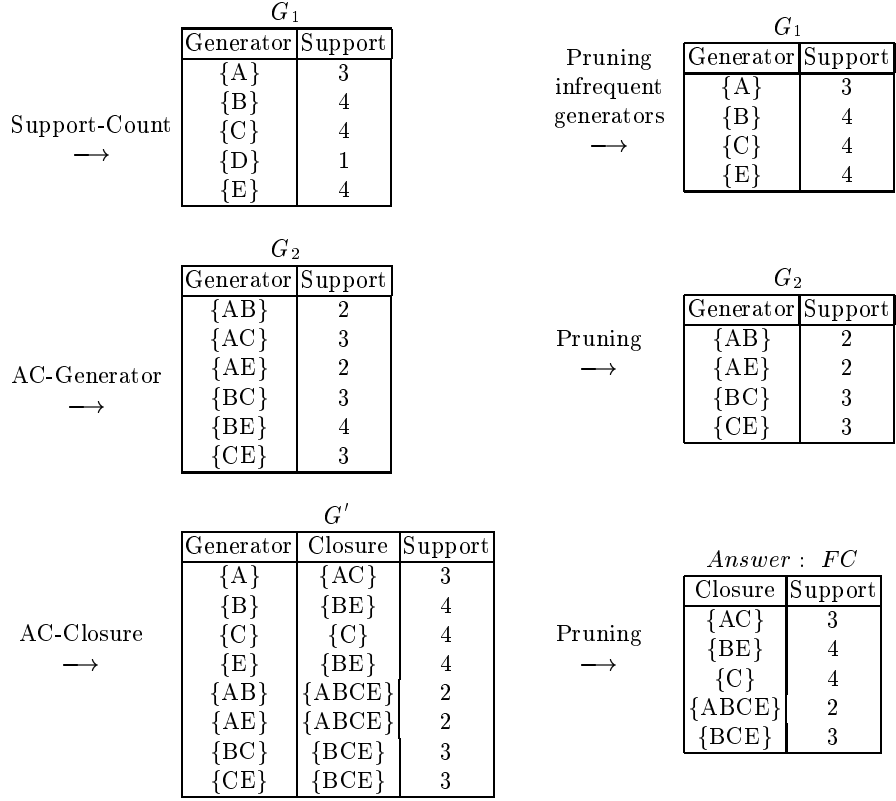 G₁
Support-Count
⟶
Generator Support
{A} 3
{B} 4
{C} 4
{D} 1
{E} 4
Pruning
infrequent
generators
⟶
G₁
Generator Support
{A} 3
{B} 4
{C} 4
{E} 4
AC-Generator
⟶
G₂
Generator Support
{AB} 2
{AC} 3
{AE} 2
{BC} 3
{BE} 4
{CE} 3
Pruning
⟶
G₂
Generator Support
{AB} 2
{AE} 2
{BC} 3
{CE} 3
AC-Closure
⟶
G′
Generator Closure Support
{A} {AC} 3
{B} {BE} 4
{C} {C} 4
{E} {BE} 4
{AB} {ABCE} 2
{AE} {ABCE} 2
{BC} {BCE} 3
{CE} {BCE} 3
Pruning
⟶
Answer : FC
Closure Support
{AC} 3
{BE} 4
{C} 4
{ABCE} 2
{BCE} 3